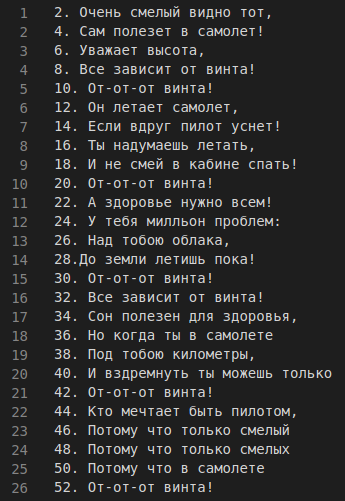 1 2. Очень смелый видно тот,
2 4. Сам полезет в самолет!
3 6. Уважает высота,
4 8. Все зависит от винта!
5 10. От-от-от винта!
6 12. Он летает самолет,
7 14. Если вдруг пилот уснет!
8 16. Ты надумаешь летать,
9 18. И не смей в кабине спать!
10 20. От-от-от винта!
11 22. А здоровье нужно всем!
12 24. У тебя милльон проблем:
13 26. Над тобою облака,
14 28.До земли летишь пока!
15 30. От-от-от винта!
16 32. Все зависит от винта!
17 34. Сон полезен для здоровья,
18 36. Но когда ты в самолете
19 38. Под тобою километры,
20 40. И вздремнуть ты можешь только
21 42. От-от-от винта!
22 44. Кто мечтает быть пилотом,
23 46. Потому что только смелый
24 48. Потому что только смелых
25 50. Потому что в самолете
26 52. От-от-от винта!